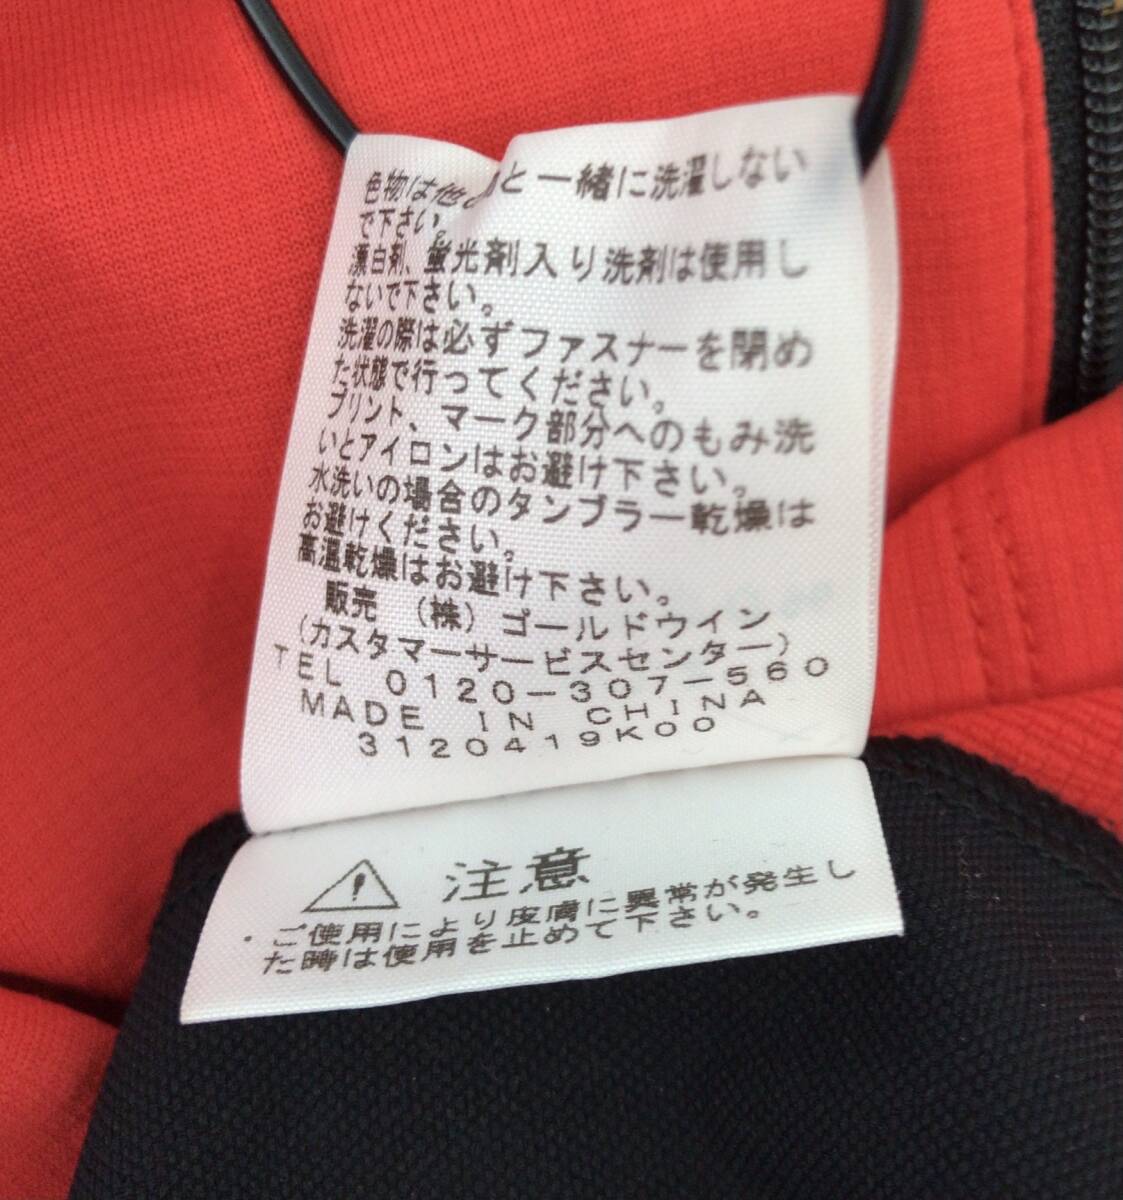 色物は他の物と一緒に洗濯しない
で下さい。
漂白剤、蛍光剤入り洗剤は使用し
ないで下さい。
洗濯の際は必ずファスナーを閉め
た状態で行ってください。
プリント、マーク部分へのもみ洗
いとアイロンはお避け下さい。
水洗いの場合のタンブラー乾燥は
お避けください。
高温乾燥はお避け下さい。
販売 (株) ゴールドウイン
(カスタマーサービスセンター)
TEL 0120-307-560
MADE IN CHINA
3120419K00
注意
・ご使用により皮膚に異常が発生し
た時は使用を止めて下さい。